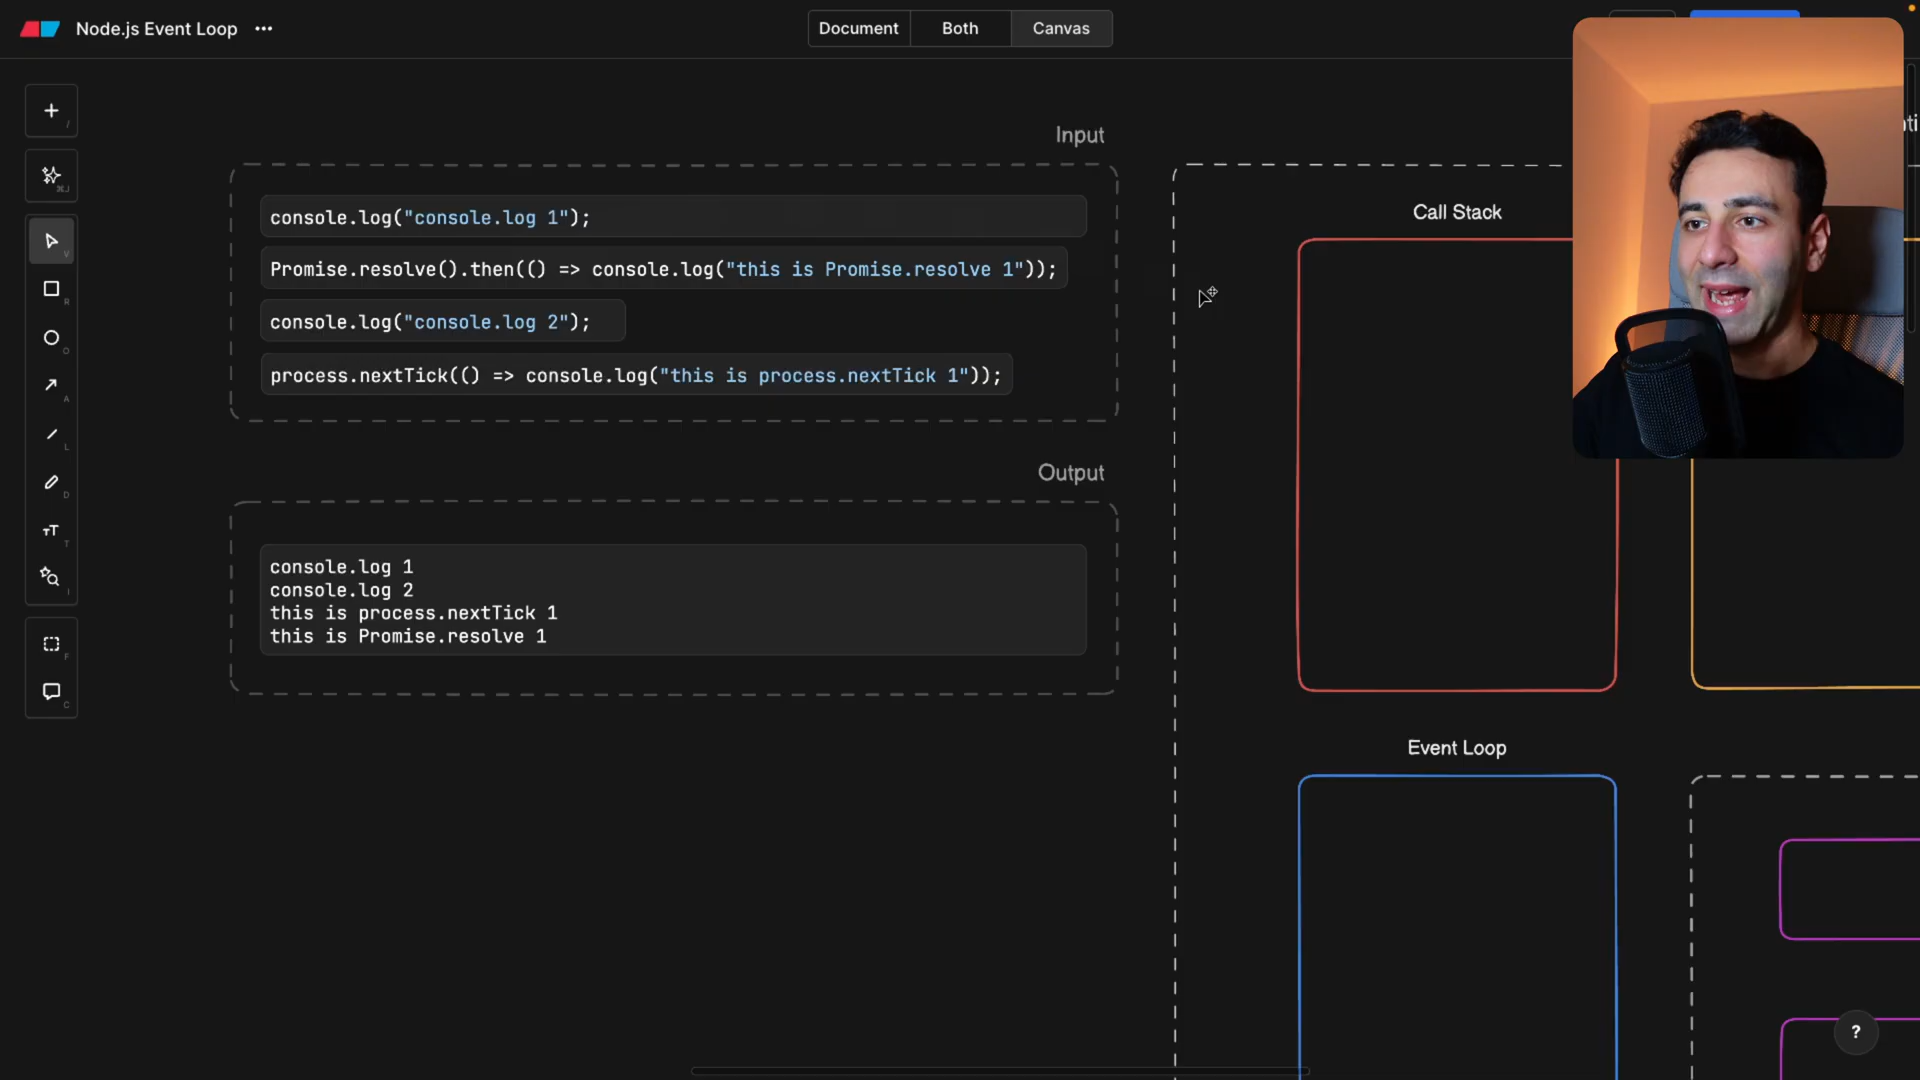 Node.js Event Loop ...
Document Both Canvas
Input
console.log("console.log 1");
Promise.resolve().then(() => console.log("this is Promise.resolve 1"));
console.log("console.log 2");
process.nextTick(() => console.log("this is process.nextTick 1"));
Output
console.log 1
console.log 2
this is process.nextTick 1
this is Promise.resolve 1
Call Stack
Event Loop
/
⌘J
V
R
O
A
L
D
TT
T
I
F
C
?